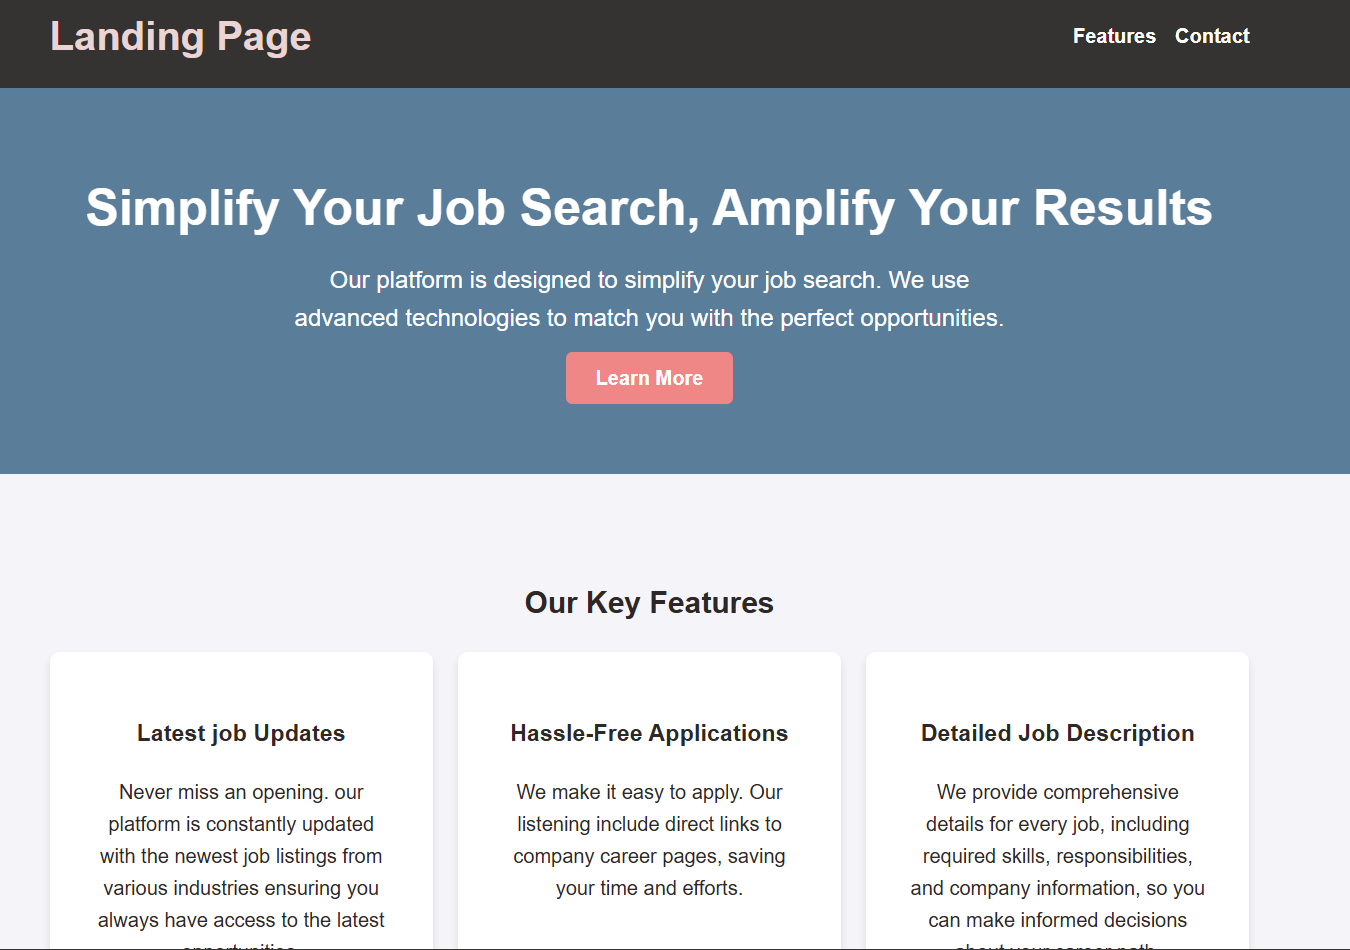 Landing Page
Features Contact
Simplify Your Job Search, Amplify Your Results
Our platform is designed to simplify your job search. We use
advanced technologies to match you with the perfect opportunities.
Learn More
Our Key Features
Latest job Updates
Never miss an opening. our
platform is constantly updated
with the newest job listings from
various industries ensuring you
always have access to the latest
Hassle-Free Applications
We make it easy to apply. Our
listening include direct links to
company career pages, saving
your time and efforts.
Detailed Job Description
We provide comprehensive
details for every job, including
required skills, responsibilities,
and company information, so you
can make informed decisions
about your career path.